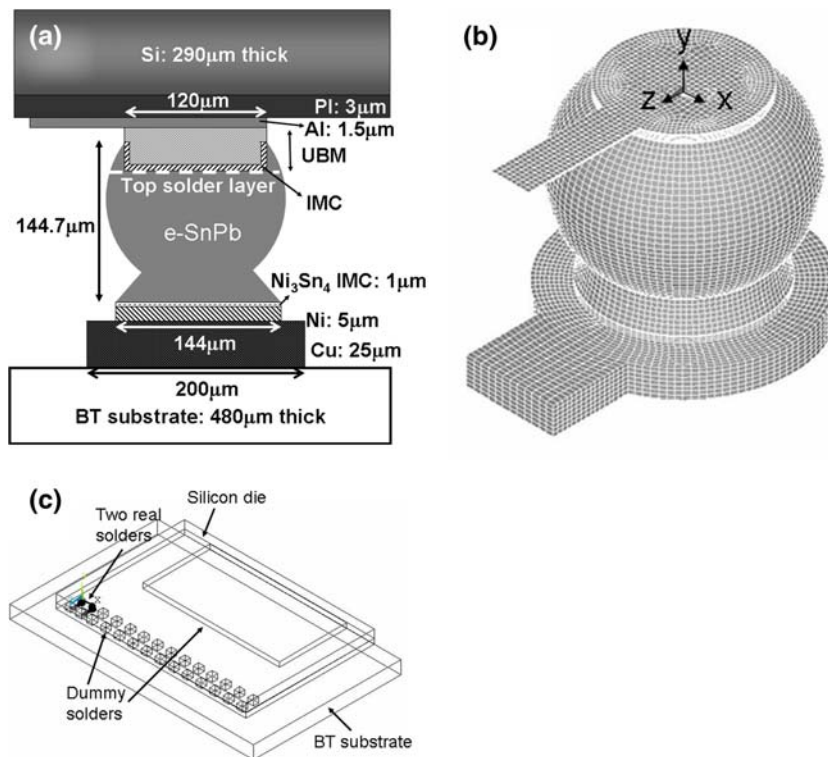 (a)
Si: 290μm thick
120μm
PI: 3μm
Al: 1.5μm
UBM
Top solder layer
IMC
144.7μm
e-SnPb
Ni₃Sn₄ IMC: 1μm
Ni: 5μm
144μm
Cu: 25μm
200μm
BT substrate: 480μm thick
(b)
y
z
x
(c)
Silicon die
Two real
solders
Dummy
solders
BT substrate